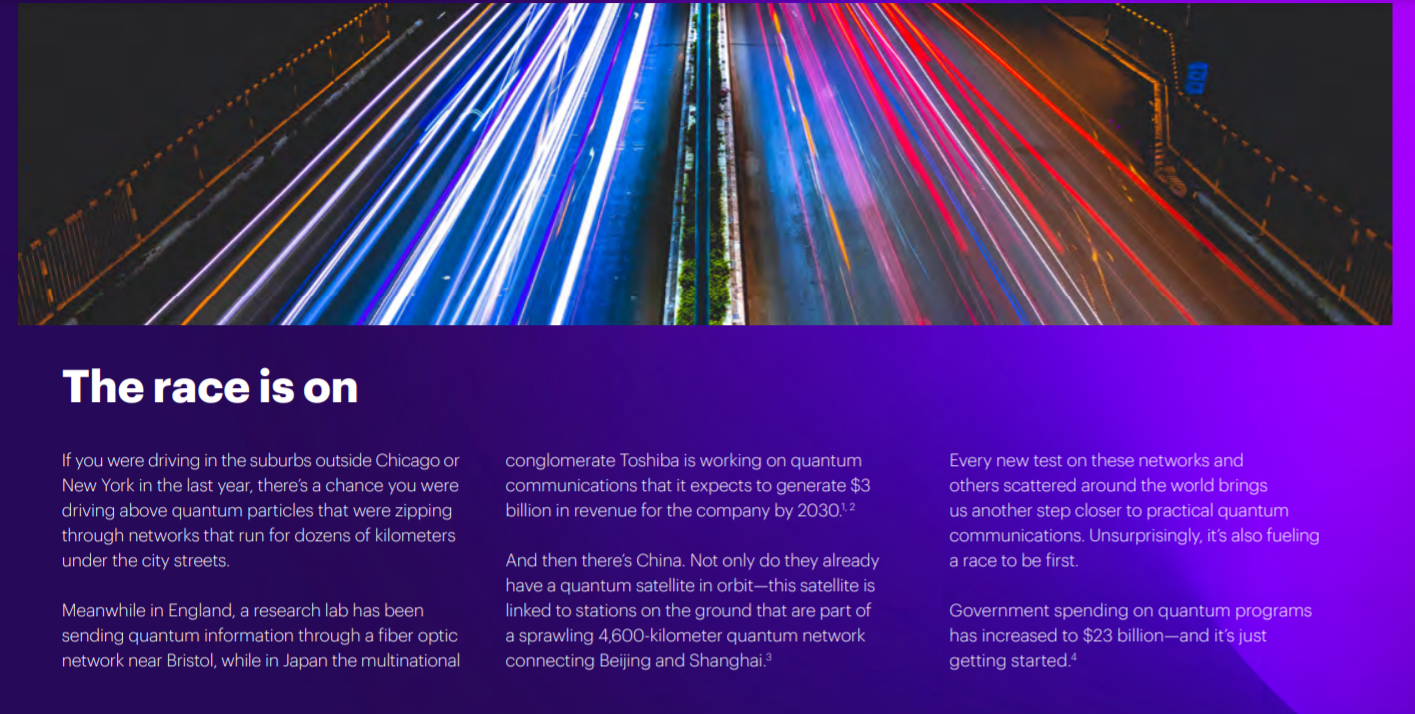 The race is on
If you were driving in the suburbs outside Chicago or
New York in the last year, there’s a chance you were
driving above quantum particles that were zipping
through networks that run for dozens of kilometers
under the city streets.
Meanwhile in England, a research lab has been
sending quantum information through a fiber optic
network near Bristol, while in Japan the multinational
conglomerate Toshiba is working on quantum
communications that it expects to generate $3
billion in revenue for the company by 2030.¹, ²
And then there’s China. Not only do they already
have a quantum satellite in orbit—this satellite is
linked to stations on the ground that are part of
a sprawling 4,600-kilometer quantum network
connecting Beijing and Shanghai.³
Every new test on these networks and
others scattered around the world brings
us another step closer to practical quantum
communications. Unsurprisingly, it’s also fueling
a race to be first.
Government spending on quantum programs
has increased to $23 billion—and it’s just
getting started.⁴